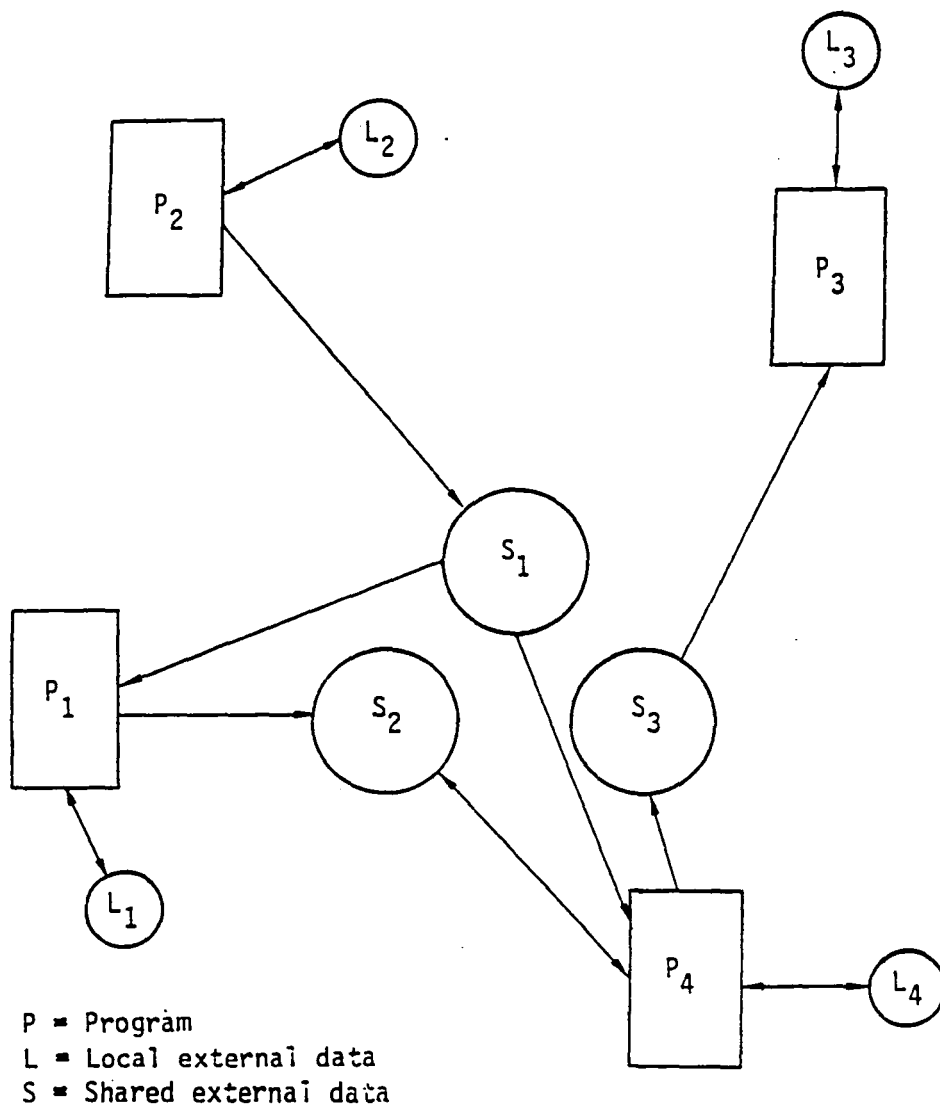 L₃
L₂
P₂
P₃
S₁
P₁
S₂
S₃
L₁
P₄
L₄
P = Program
L = Local external data
S = Shared external data